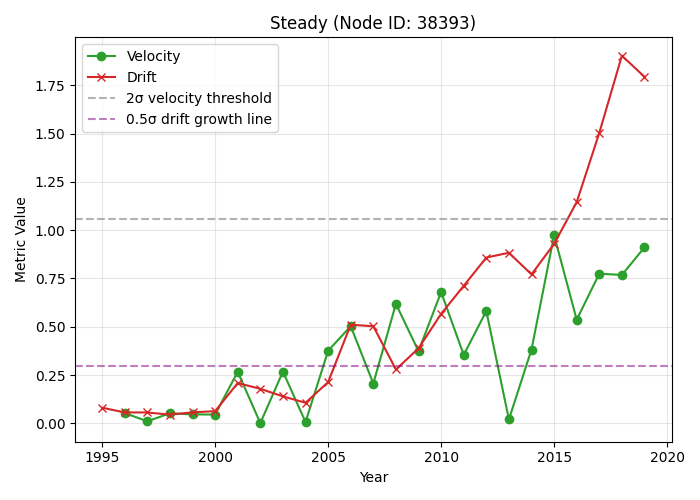 Steady (Node ID: 38393)
Velocity
Drift
2σ velocity threshold
0.5σ drift growth line
Metric Value
1.75
1.50
1.25
1.00
0.75
0.50
0.25
0.00
1995 2000 2005 2010 2015 2020
Year